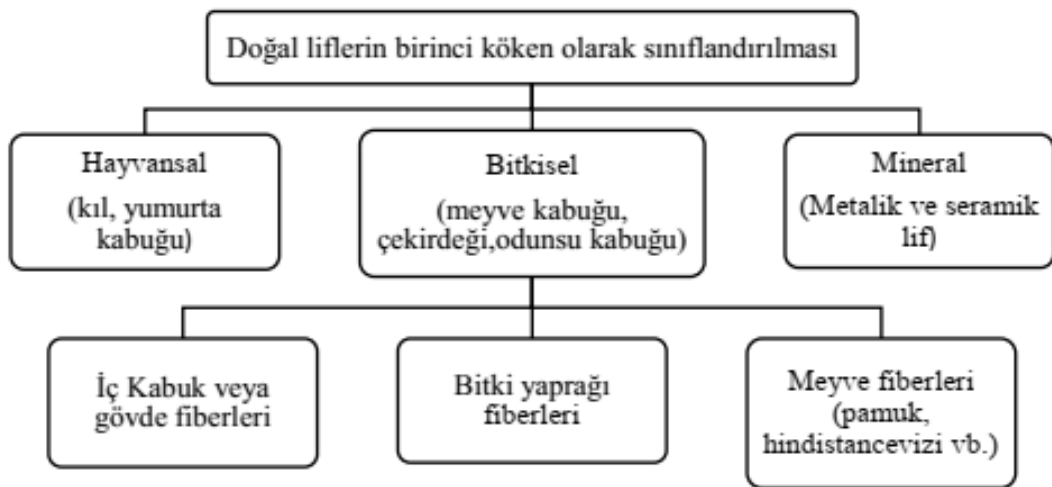 Doğal liflerin birinci köken olarak sınıflandırılması
Hayvansal
(kıl, yumurta
kabuğu)
Bitkisel
(meyve kabuğu,
çekirdeği,odunsu kabuğu)
Mineral
(Metalik ve seramik
lif)
İç Kabuk veya
gövde fiberleri
Bitki yaprağı
fiberleri
Meyve fiberleri
(pamuk,
hindistancevizi vb.)